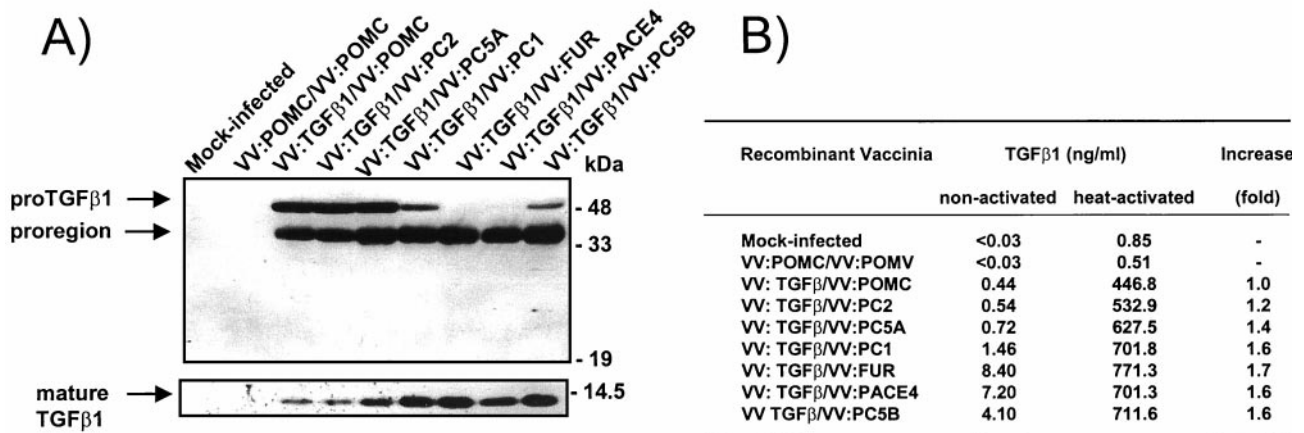 A)
Mock-infected
VV:POMC/VV:POMC
VV:TGFβ1/VV:POMC
VV:TGFβ1/VV:PC2
VV:TGFβ1/VV:PC5A
VV:TGFβ1/VV:PC1
VV:TGFβ1/VV:FUR
VV:TGFβ1/VV:PACE4
VV:TGFβ1/VV:PC5B
kDa
proTGFβ1
- 48
proregion
- 33
- 19
mature
TGFβ1
- 14.5
B)
Recombinant Vaccinia TGFβ1 (ng/ml) Increase
non-activated heat-activated (fold)
Mock-infected <0.03 0.85 -
VV:POMC/VV:POMV <0.03 0.51 -
VV: TGFβ/VV:POMC 0.44 446.8 1.0
VV: TGFβ/VV:PC2 0.54 532.9 1.2
VV: TGFβ/VV:PC5A 0.72 627.5 1.4
VV: TGFβ/VV:PC1 1.46 701.8 1.6
VV: TGFβ/VV:FUR 8.40 771.3 1.7
VV: TGFβ/VV:PACE4 7.20 701.3 1.6
VV TGFβ/VV:PC5B 4.10 711.6 1.6